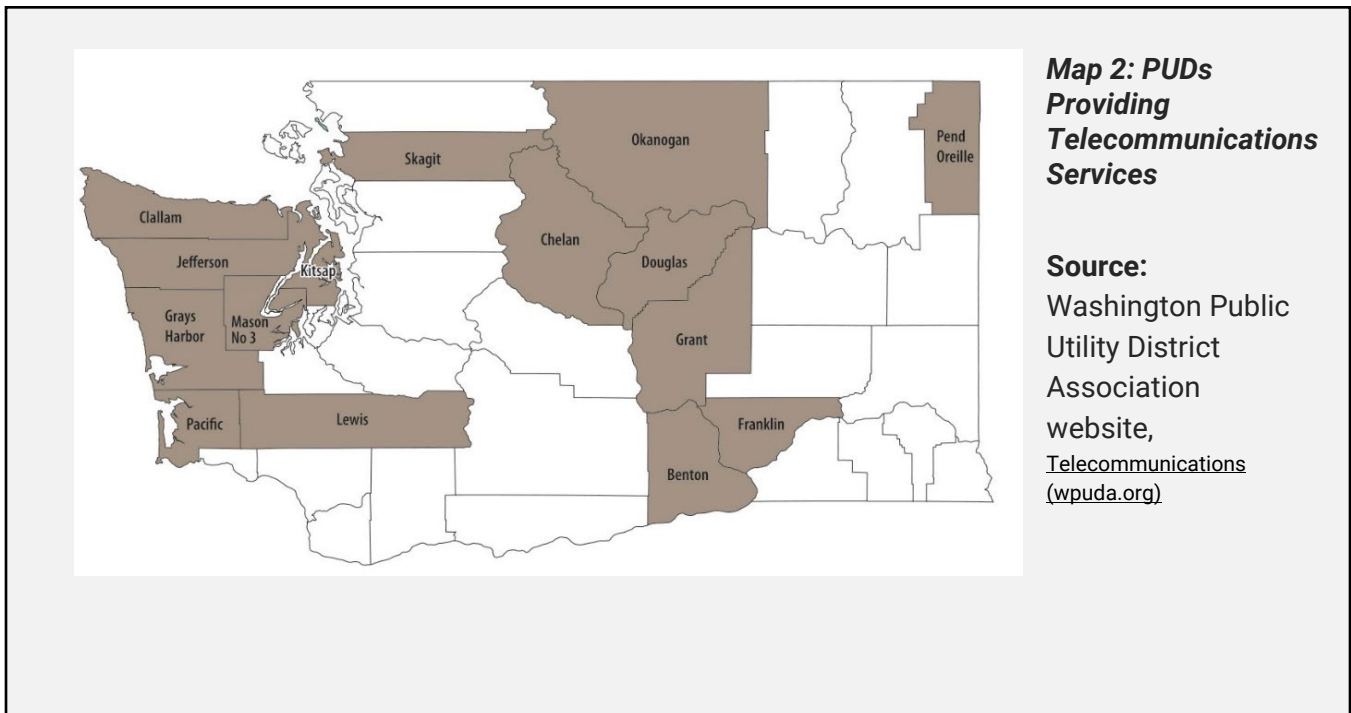 Okanogan
Pend
Oreille
Skagit
Clallam
Chelan
Jefferson
Douglas
Kitsap
Grays
Harbor
Mason
No 3
Grant
Pacific
Lewis
Franklin
Benton
Map 2: PUDs
Providing
Telecommunications
Services
Source:
Washington Public
Utility District
Association
website,
Telecommunications
(wpuda.org)